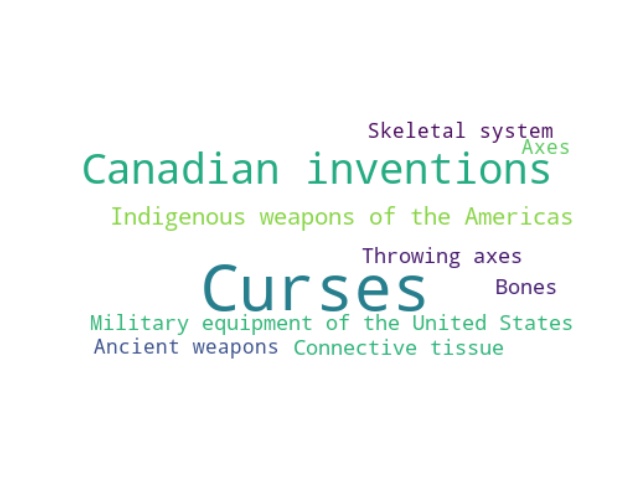 Skeletal system
Axes
Canadian inventions
Indigenous weapons of the Americas
Throwing axes
Curses
Bones
Military equipment of the United States
Ancient weapons
Connective tissue